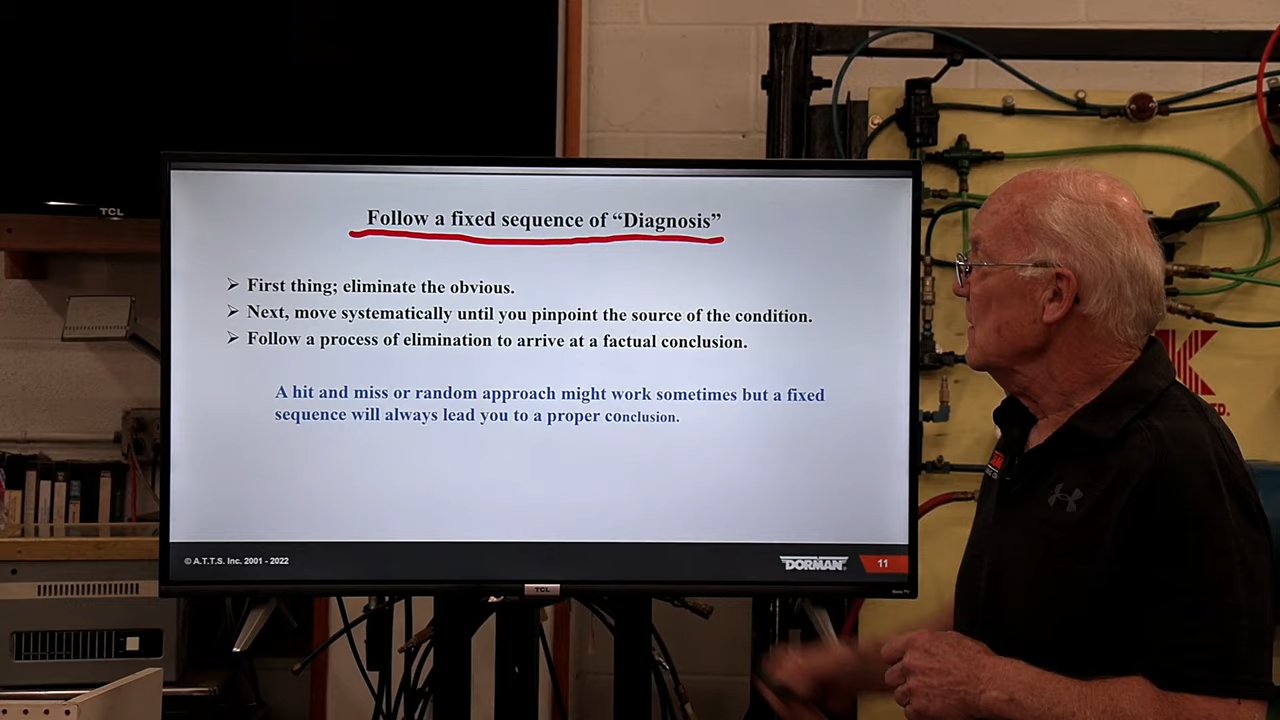 TCL
Follow a fixed sequence of “Diagnosis”
➢ First thing; eliminate the obvious.
➢ Next, move systematically until you pinpoint the source of the condition.
➢ Follow a process of elimination to arrive at a factual conclusion.
A hit and miss or random approach might work sometimes but a fixed
sequence will always lead you to a proper conclusion.
© A.T.T.S. Inc. 2001 - 2022
DORMAN
11
TCL
K